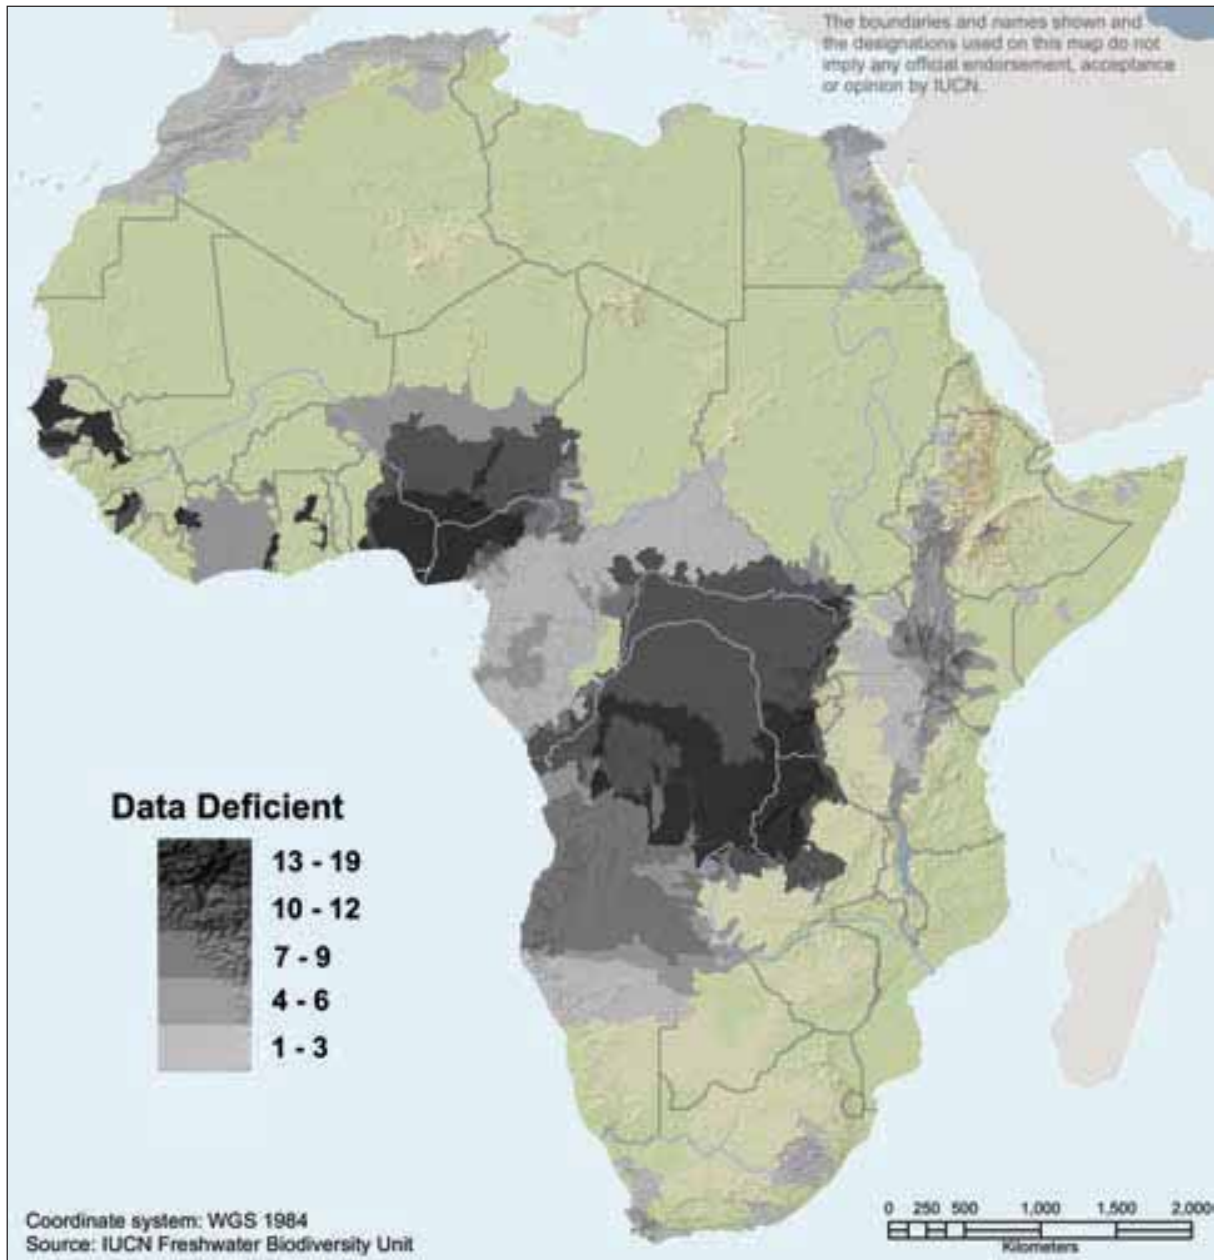 The boundaries and names shown and
the designations used on this map do not
imply any official endorsement, acceptance
or opinion by IUCN.
Data Deficient
13 - 19
10 - 12
7 - 9
4 - 6
1 - 3
Coordinate system: WGS 1984
Source: IUCN Freshwater Biodiversity Unit
0 250 500 1,000 1,500 2,000
Kilometers